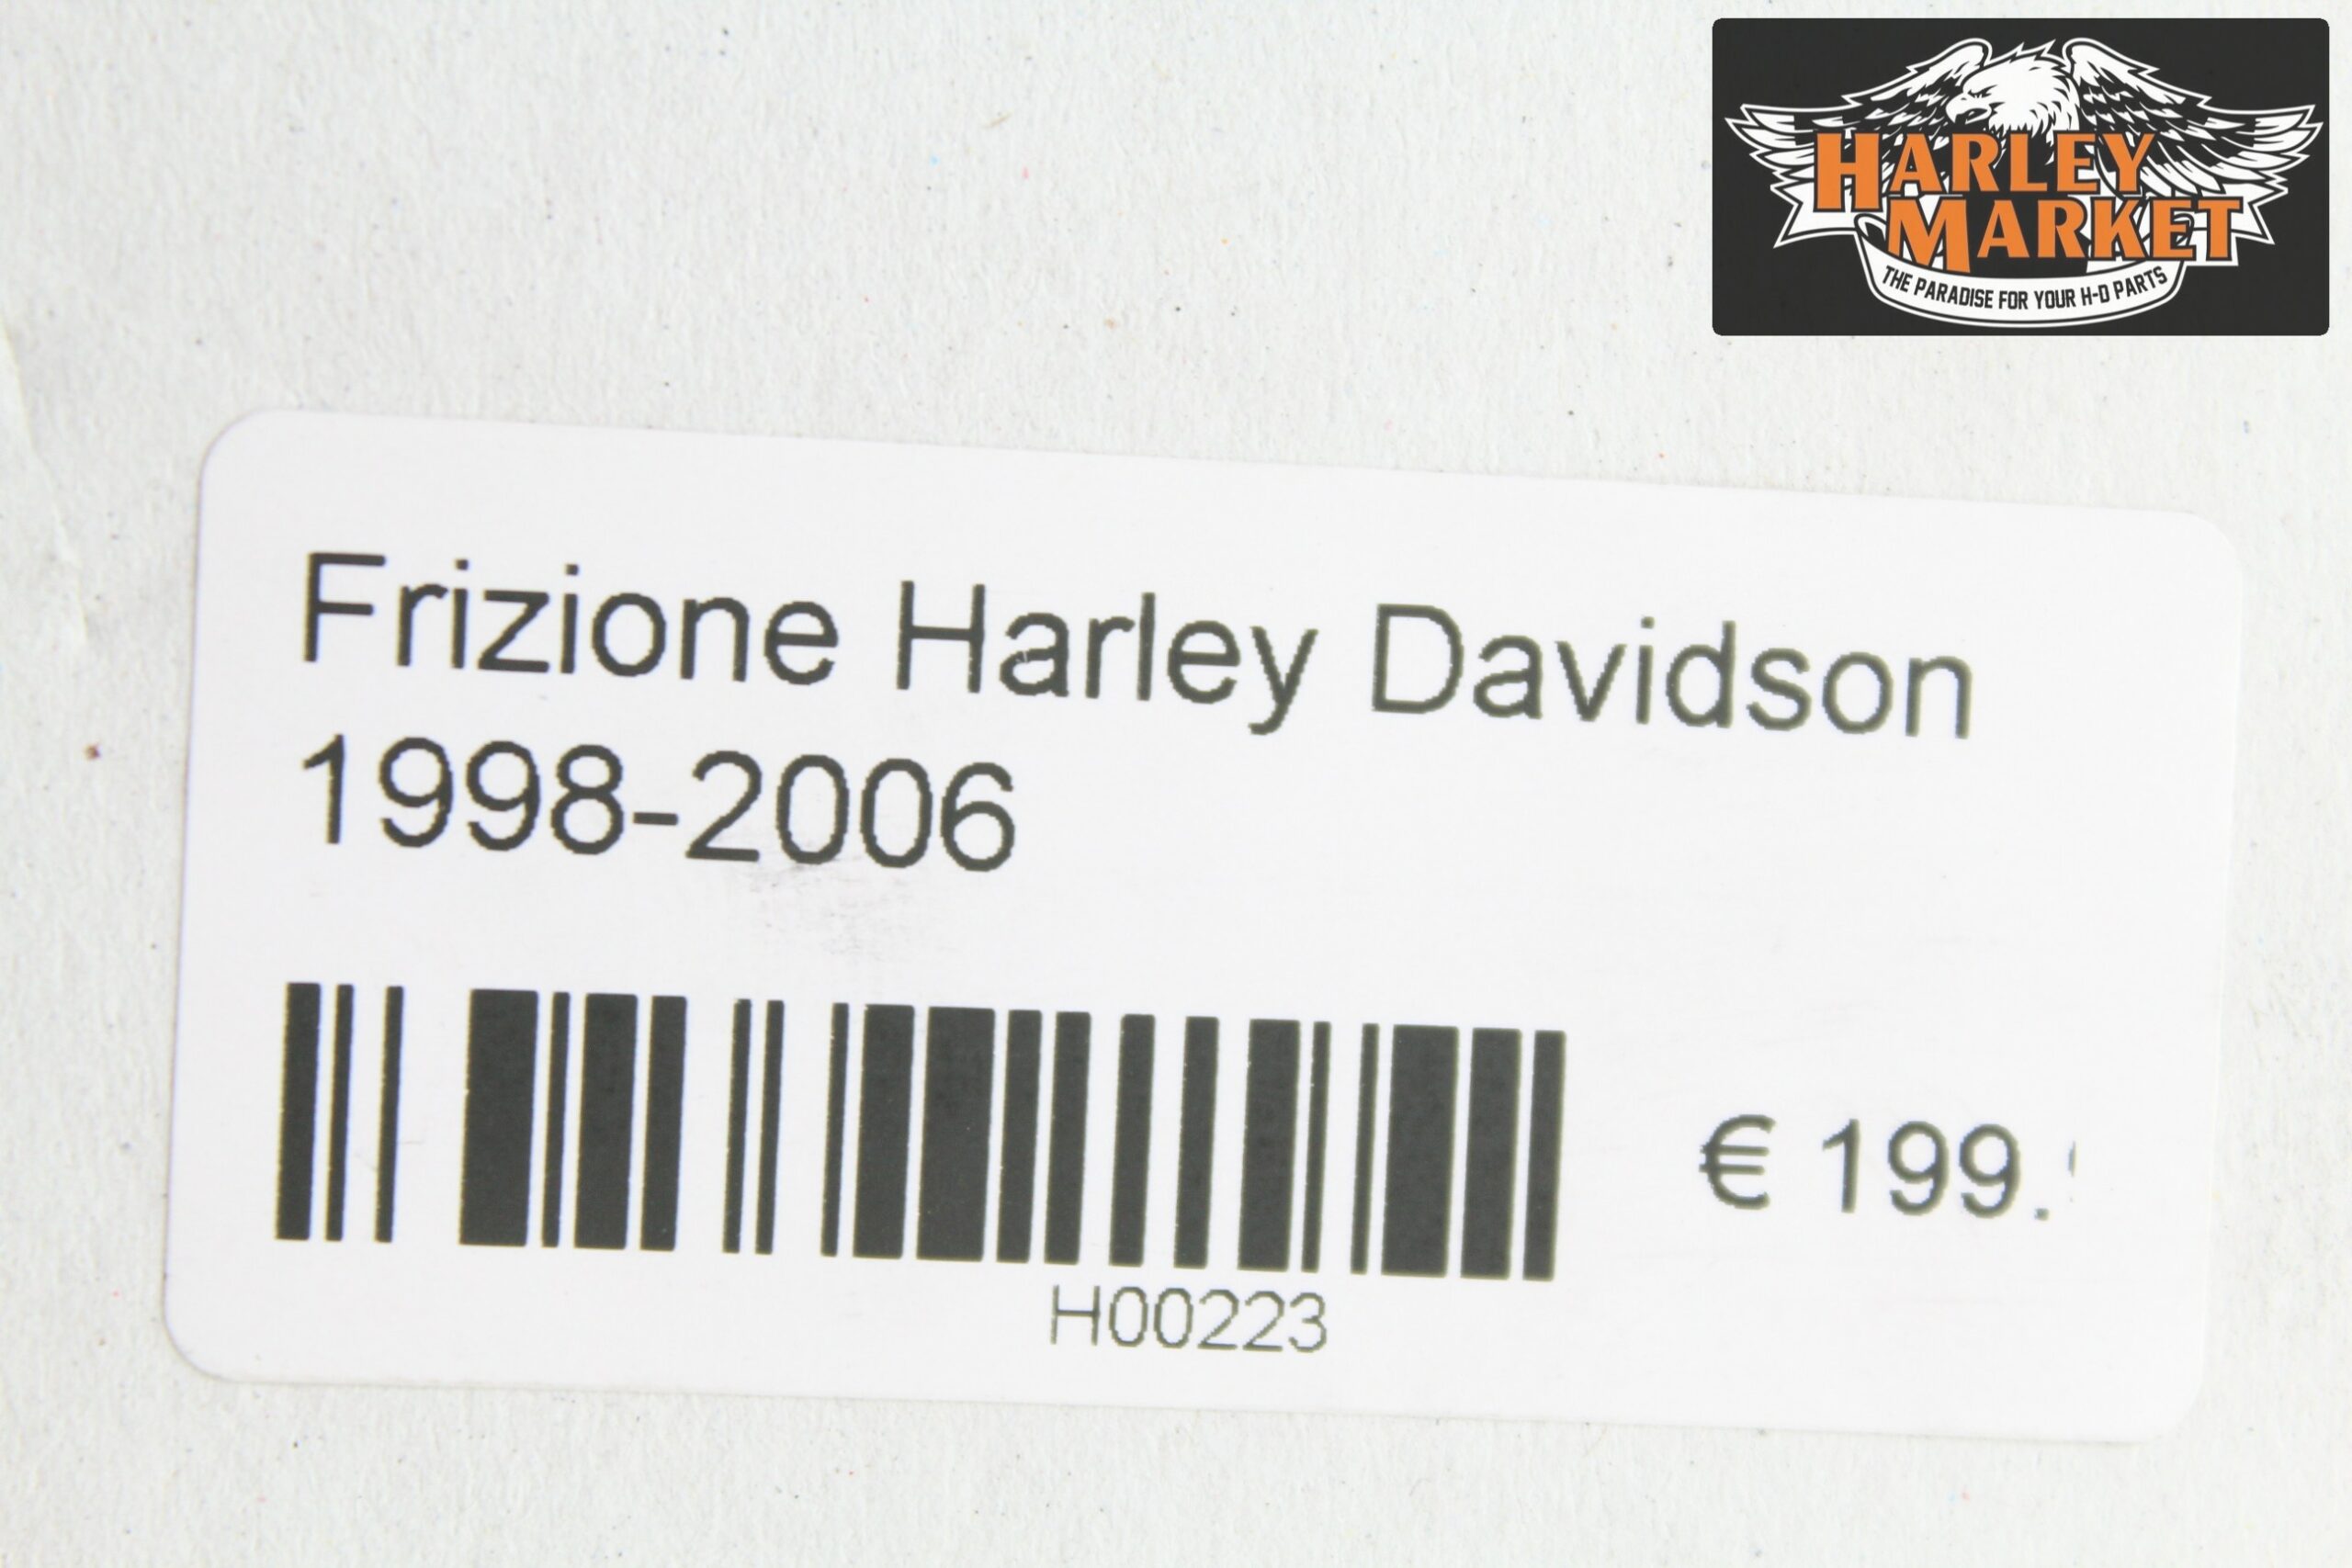 HARLEY
MARKET
THE PARADISE FOR YOUR H-D PARTS
Frizione Harley Davidson
1998-2006
€ 199.
H00223